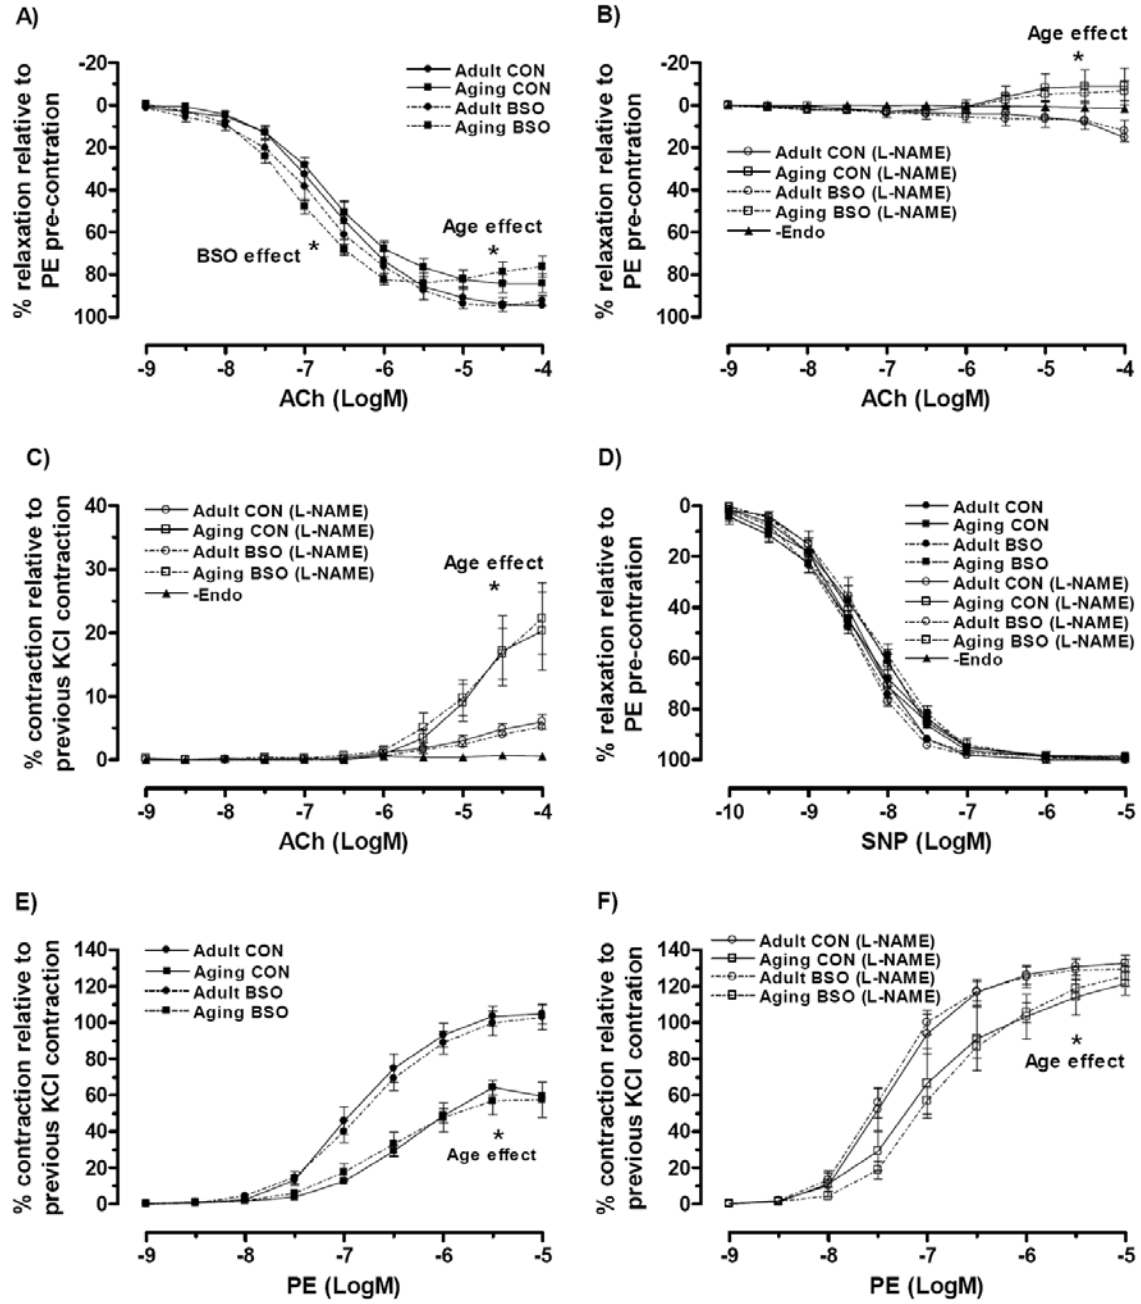 A)
% relaxation relative to
PE pre-contration
-20
0
20
40
60
80
100
Adult CON
Aging CON
Adult BSO
Aging BSO
BSO effect *
Age effect
*
-9 -8 -7 -6 -5 -4
ACh (LogM)
B)
% relaxation relative to
PE pre-contration
-20
0
20
40
60
80
100
Age effect
*
Adult CON (L-NAME)
Aging CON (L-NAME)
Adult BSO (L-NAME)
Aging BSO (L-NAME)
-Endo
-9 -8 -7 -6 -5 -4
ACh (LogM)
C)
% contraction relative to
previous KCl contraction
40
30
20
10
0
Adult CON (L-NAME)
Aging CON (L-NAME)
Adult BSO (L-NAME)
Aging BSO (L-NAME)
-Endo
Age effect
*
-9 -8 -7 -6 -5 -4
ACh (LogM)
D)
% relaxation relative to
PE pre-contration
0
20
40
60
80
100
Adult CON
Aging CON
Adult BSO
Aging BSO
Adult CON (L-NAME)
Aging CON (L-NAME)
Adult BSO (L-NAME)
Aging BSO (L-NAME)
-Endo
-10 -9 -8 -7 -6 -5
SNP (LogM)
E)
% contraction relative to
previous KCl contraction
140
120
100
80
60
40
20
0
Adult CON
Aging CON
Adult BSO
Aging BSO
*
Age effect
-9 -8 -7 -6 -5
PE (LogM)
F)
% contraction relative to
previous KCl contraction
140
120
100
80
60
40
20
0
Adult CON (L-NAME)
Aging CON (L-NAME)
Adult BSO (L-NAME)
Aging BSO (L-NAME)
*
Age effect
-9 -8 -7 -6 -5
PE (LogM)